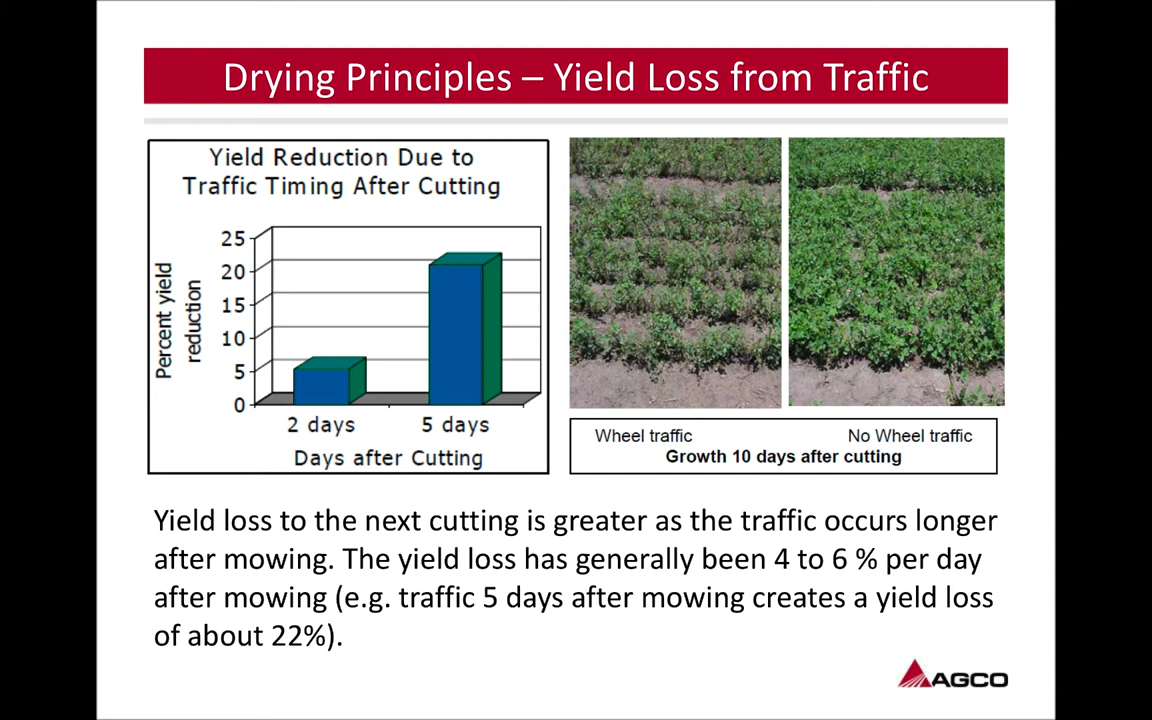 Drying Principles – Yield Loss from Traffic
Yield Reduction Due to
Traffic Timing After Cutting
Percent yield
reduction
25
20
15
10
5
0
2 days
5 days
Days after Cutting
Wheel traffic
No Wheel traffic
Growth 10 days after cutting
Yield loss to the next cutting is greater as the traffic occurs longer
after mowing. The yield loss has generally been 4 to 6 % per day
after mowing (e.g. traffic 5 days after mowing creates a yield loss
of about 22%).
AGCO